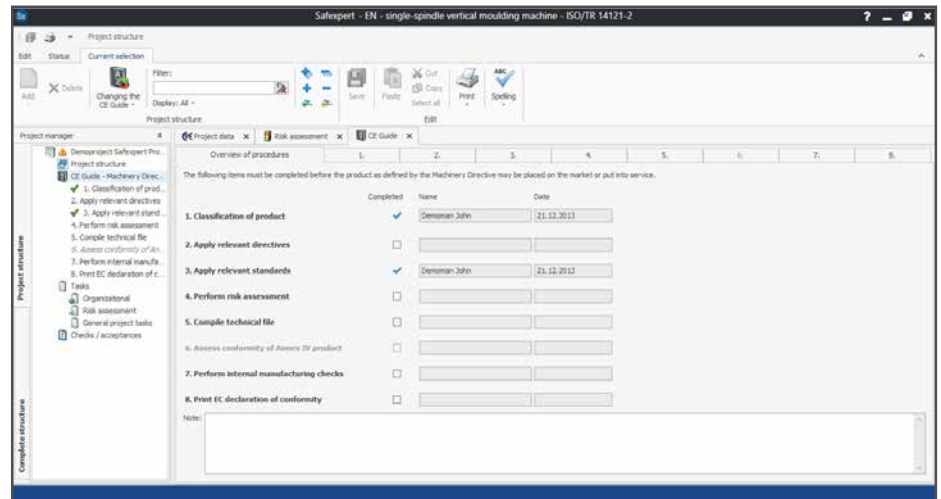 Safexpert - EN - single-spindle vertical moulding machine - ISO/TR 14121-2
Project structure
Edit Status Current selection
Add
Delete
Changing the CE Guide
Filter:
Display: All
Save
Paste
Cut
Copy
Select all
Print
ABC
Spelling
Project structure
Edit
Project manager
Project data x Risk assessment x CE Guide x
Demoproject Safexpert Pro...
Project structure
CE Guide - Machinery Direc...
1. Classification of prod...
2. Apply relevant directives
3. Apply relevant stand...
4. Perform risk assessment
5. Compile technical file
6. Assess conformity of An...
7. Perform internal manufa...
8. Print EC declaration of c...
Tasks
Organizational
Risk assessment
General project tasks
Checks / acceptances
Project structure
Complete structure
Overview of procedures 1. 2. 3. 4. 5. 6. 7. 8.
The following items must be completed before the product as defined by the Machinery Directive may be placed on the market or put into service.
Completed Name Date
1. Classification of product Demoman John 21.12.2013
2. Apply relevant directives
3. Apply relevant standards Demoman John 21.12.2013
4. Perform risk assessment
5. Compile technical file
6. Assess conformity of Annex IV product
7. Perform internal manufacturing checks
8. Print EC declaration of conformity
Note: